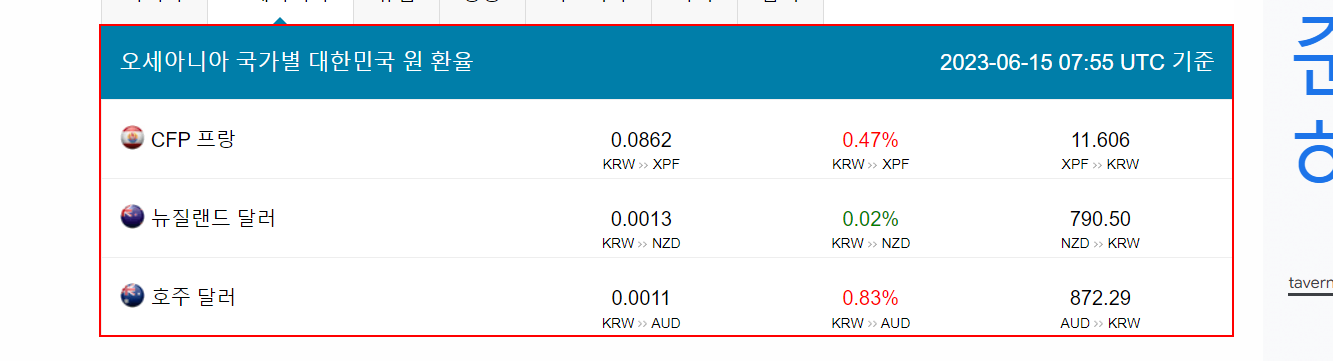 오세아니아 국가별 대한민국 원 환율
2023-06-15 07:55 UTC 기준
CFP 프랑
0.0862
0.47%
11.606
KRW ›› XPF
KRW ›› XPF
XPF ›› KRW
뉴질랜드 달러
0.0013
0.02%
790.50
KRW ›› NZD
KRW ›› NZD
NZD ›› KRW
호주 달러
0.0011
0.83%
872.29
KRW ›› AUD
KRW ›› AUD
AUD ›› KRW
tavern